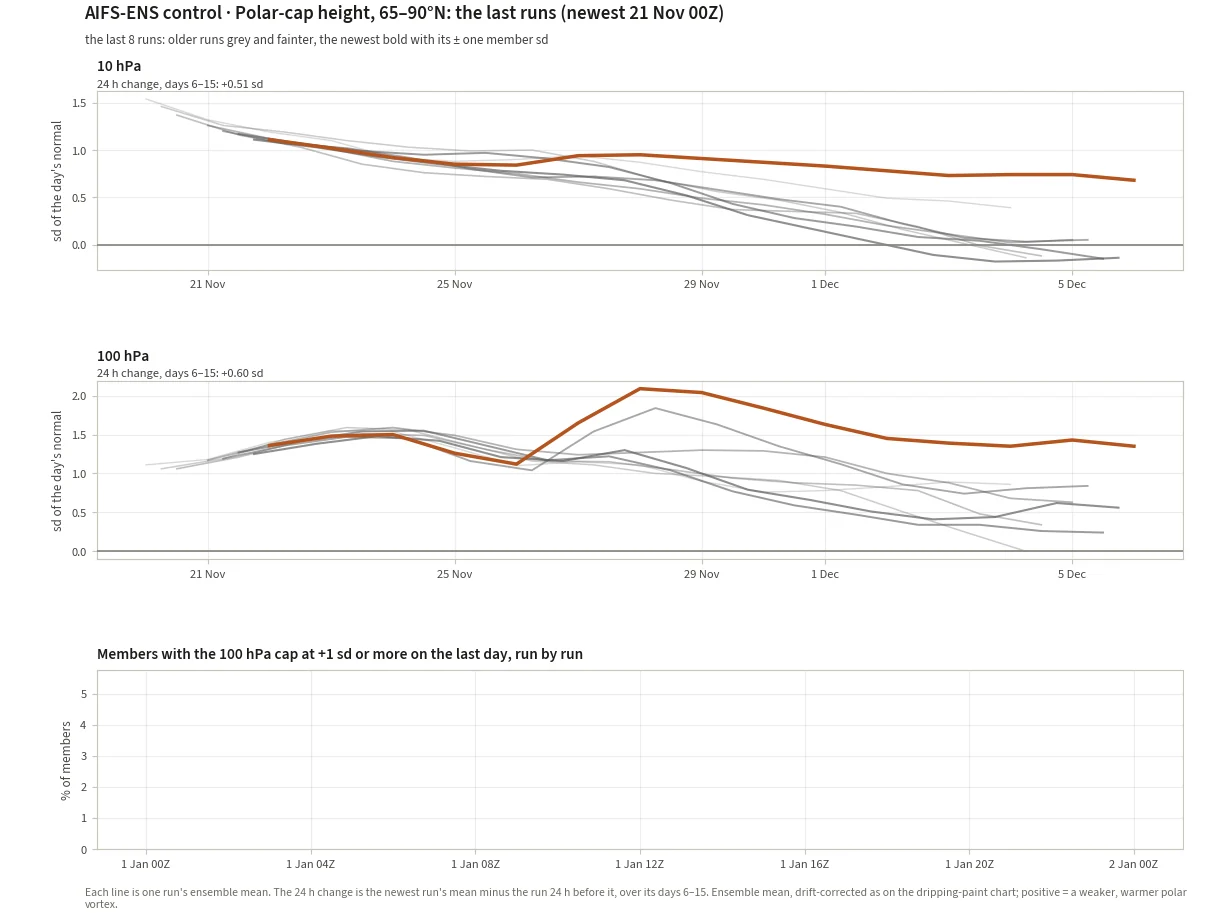 AIFS-ENS control · Polar-cap height, 65–90°N: the last runs (newest 21 Nov 00Z)
the last 8 runs: older runs grey and fainter, the newest bold with its ± one member sd
10 hPa
24 h change, days 6–15: +0.51 sd
sd of the day's normal
1.5
1.0
0.5
0.0
21 Nov
25 Nov
29 Nov
1 Dec
5 Dec
100 hPa
24 h change, days 6–15: +0.60 sd
sd of the day's normal
2.0
1.5
1.0
0.5
0.0
21 Nov
25 Nov
29 Nov
1 Dec
5 Dec
Members with the 100 hPa cap at +1 sd or more on the last day, run by run
% of members
5
4
3
2
1
0
1 Jan 00Z
1 Jan 04Z
1 Jan 08Z
1 Jan 12Z
1 Jan 16Z
1 Jan 20Z
2 Jan 00Z
Each line is one run's ensemble mean. The 24 h change is the newest run's mean minus the run 24 h before it, over its days 6–15. Ensemble mean, drift-corrected as on the dripping-paint chart; positive = a weaker, warmer polar
vortex.